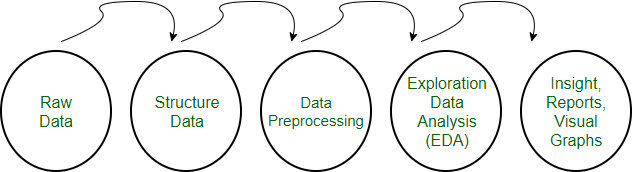 Raw
Data
Structure
Data
Data
Preprocessing
Exploration
Data
Analysis
(EDA)
Insight,
Reports,
Visual
Graphs